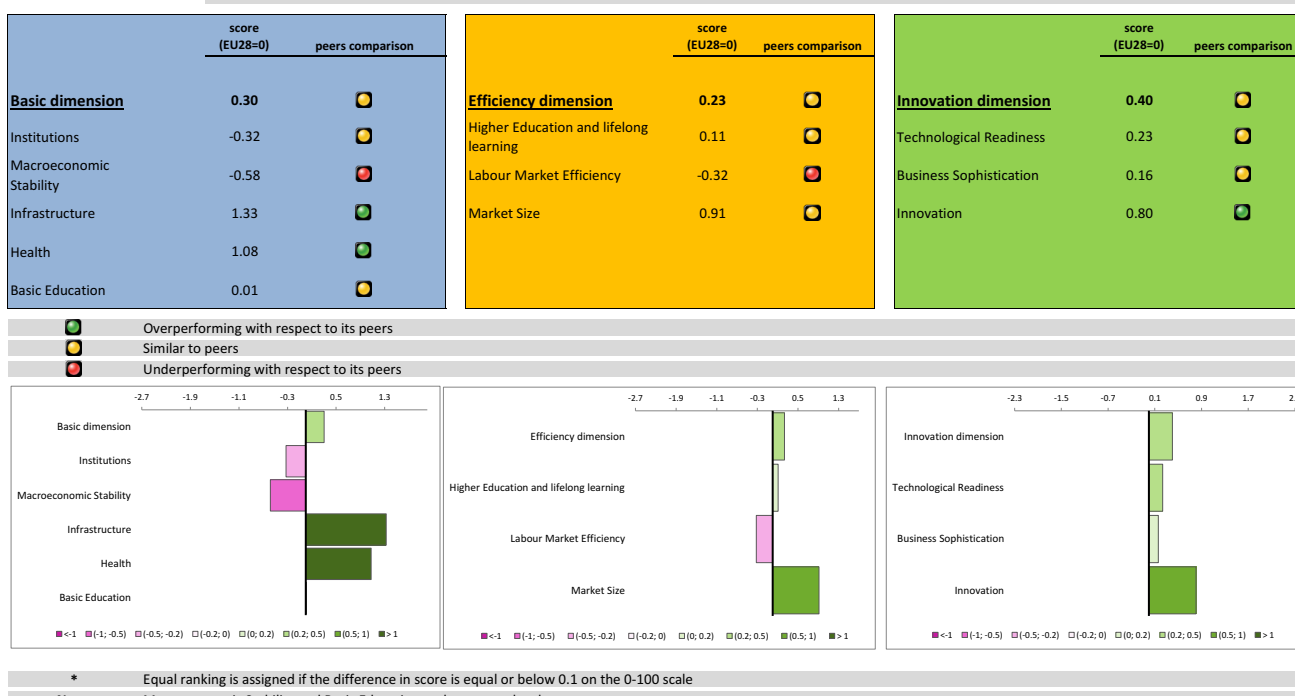 score
(EU28=0) peers comparison
Basic dimension 0.30
Institutions -0.32
Macroeconomic
Stability -0.58
Infrastructure 1.33
Health 1.08
Basic Education 0.01
score
(EU28=0) peers comparison
Efficiency dimension 0.23
Higher Education and lifelong
learning 0.11
Labour Market Efficiency -0.32
Market Size 0.91
score
(EU28=0) peers comparison
Innovation dimension 0.40
Technological Readiness 0.23
Business Sophistication 0.16
Innovation 0.80
Overperforming with respect to its peers
Similar to peers
Underperforming with respect to its peers
-2.7 -1.9 -1.1 -0.3 0.5 1.3
Basic dimension
Institutions
Macroeconomic Stability
Infrastructure
Health
Basic Education
<-1 (-1; -0.5) (-0.5; -0.2) (-0.2; 0) (0; 0.2) (0.2; 0.5) (0.5; 1) > 1
-2.7 -1.9 -1.1 -0.3 0.5 1.3
Efficiency dimension
Higher Education and lifelong learning
Labour Market Efficiency
Market Size
<-1 (-1; -0.5) (-0.5; -0.2) (-0.2; 0) (0; 0.2) (0.2; 0.5) (0.5; 1) > 1
-2.3 -1.5 -0.7 0.1 0.9 1.7
Innovation dimension
Technological Readiness
Business Sophistication
Innovation
<-1 (-1; -0.5) (-0.5; -0.2) (-0.2; 0) (0; 0.2) (0.2; 0.5) (0.5; 1) > 1
* Equal ranking is assigned if the difference in score is equal or below 0.1 on the 0-100 scale